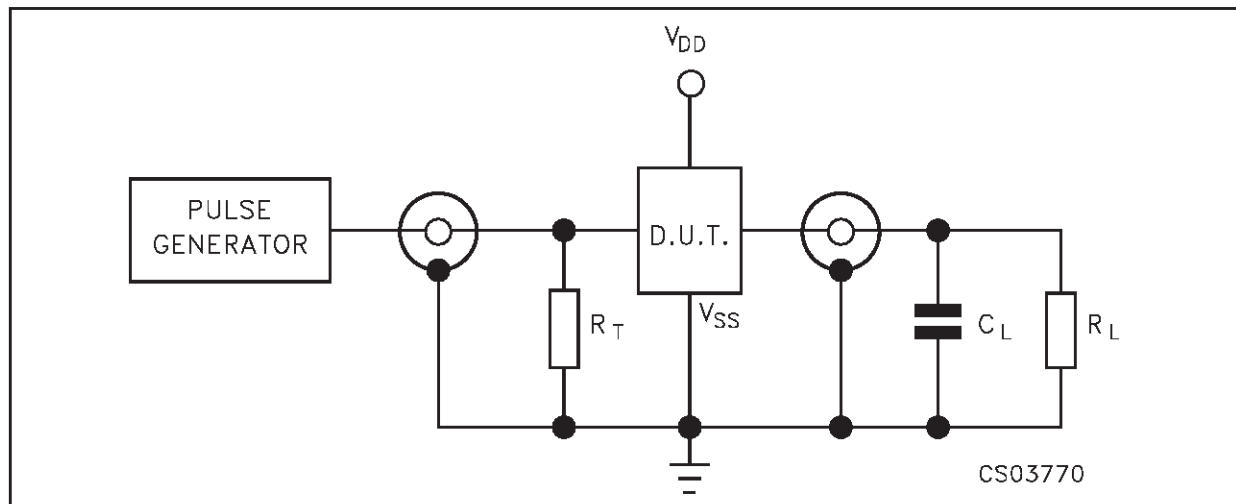 VDD
PULSE
GENERATOR
D.U.T.
VSS
RT
CL
RL
CS03770